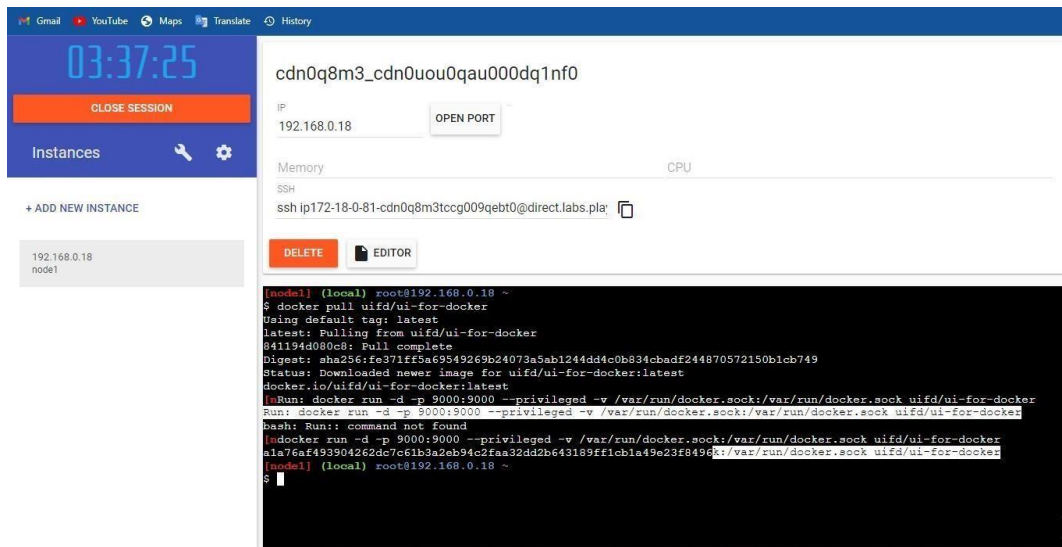 Gmail YouTube Maps Translate History
03:37:25
CLOSE SESSION
Instances
+ ADD NEW INSTANCE
192.168.0.18
node1
cdn0q8m3_cdn0uou0qau000dq1nf0
IP
192.168.0.18
OPEN PORT
Memory
CPU
SSH
ssh ip172-18-0-81-cdn0q8m3tccg009qebt0@direct.labs.pla
DELETE
EDITOR
[node1] (local) root@192.168.0.18 ~
$ docker pull uifd/ui-for-docker
Using default tag: latest
latest: Pulling from uifd/ui-for-docker
841194d080c8: Pull complete
Digest: sha256:fe371ff5a69549269b24073a5ab1244dd4c0b834cbadf244870572150b1cb749
Status: Downloaded newer image for uifd/ui-for-docker:latest
docker.io/uifd/ui-for-docker:latest
[nRun: docker run -d -p 9000:9000 --privileged -v /var/run/docker.sock:/var/run/docker.sock uifd/ui-for-docker
Run: docker run -d -p 9000:9000 --privileged -v /var/run/docker.sock:/var/run/docker.sock uifd/ui-for-docker
bash: Run:: command not found
[ndocker run -d -p 9000:9000 --privileged -v /var/run/docker.sock:/var/run/docker.sock uifd/ui-for-docker
a1a76af493904262dc7c61b3a2eb94c2faa32dd2b643189ff1cb1a49e23f8496k:/var/run/docker.sock uifd/ui-for-docker
[node1] (local) root@192.168.0.18 ~
$